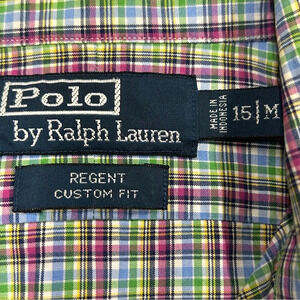 Polo
by Ralph Lauren
MADE IN
INDONESIA
15 M
REGENT
CUSTOM FIT